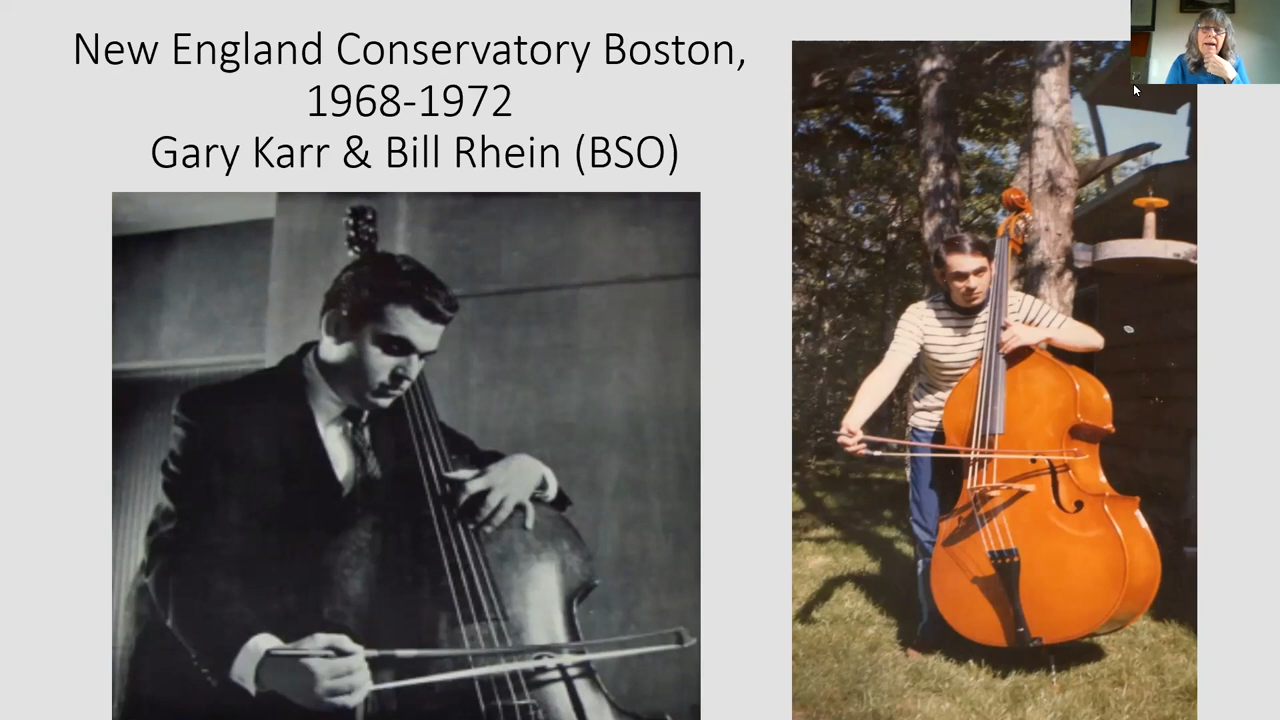 New England Conservatory Boston,
1968-1972
Gary Karr & Bill Rhein (BSO)